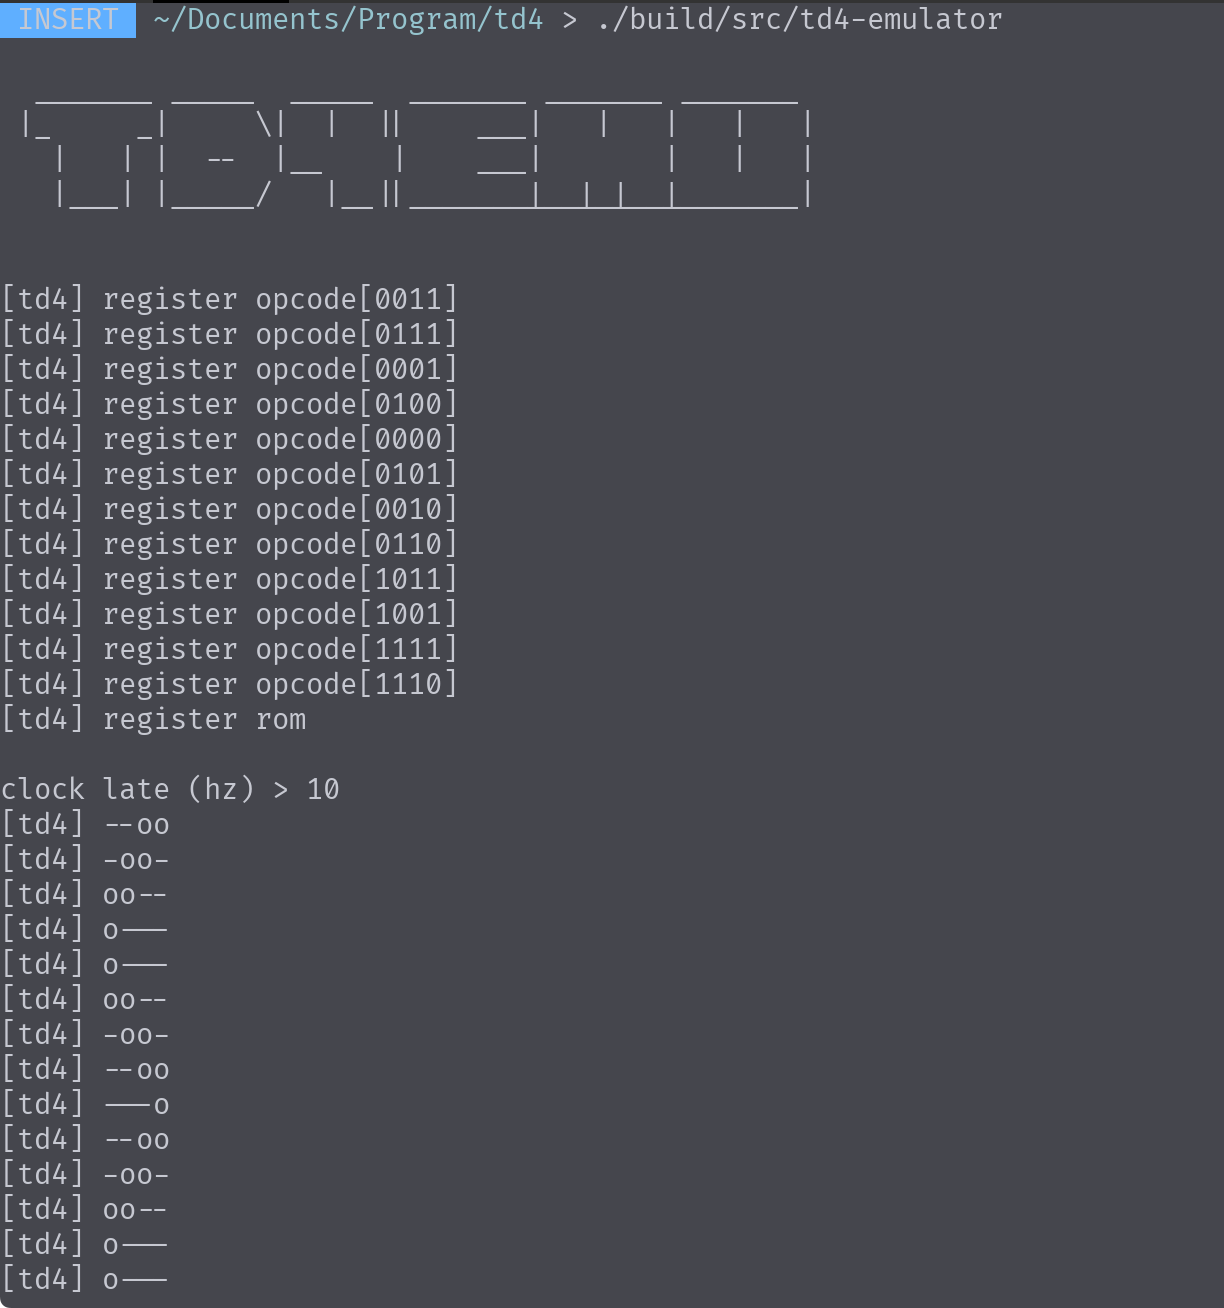 INSERT ~/Documents/Program/td4 > ./build/src/td4-emulator
TD4 EMU
[td4] register opcode[0011]
[td4] register opcode[0111]
[td4] register opcode[0001]
[td4] register opcode[0100]
[td4] register opcode[0000]
[td4] register opcode[0101]
[td4] register opcode[0010]
[td4] register opcode[0110]
[td4] register opcode[1011]
[td4] register opcode[1001]
[td4] register opcode[1111]
[td4] register opcode[1110]
[td4] register rom
clock late (hz) > 10
[td4] --oo
[td4] -oo-
[td4] oo--
[td4] o---
[td4] o---
[td4] oo--
[td4] -oo-
[td4] --oo
[td4] ---o
[td4] --oo
[td4] -oo-
[td4] oo--
[td4] o---
[td4] o---